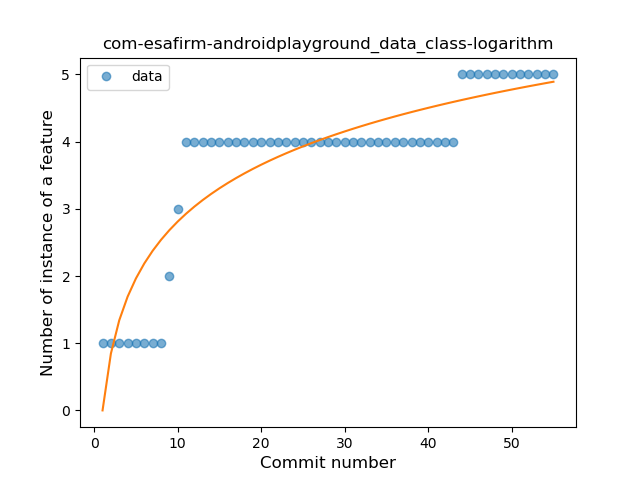 com-esafirm-androidplayground_data_class-logarithm
data
Number of instance of a feature
5
4
3
2
1
0
0 10 20 30 40 50
Commit number